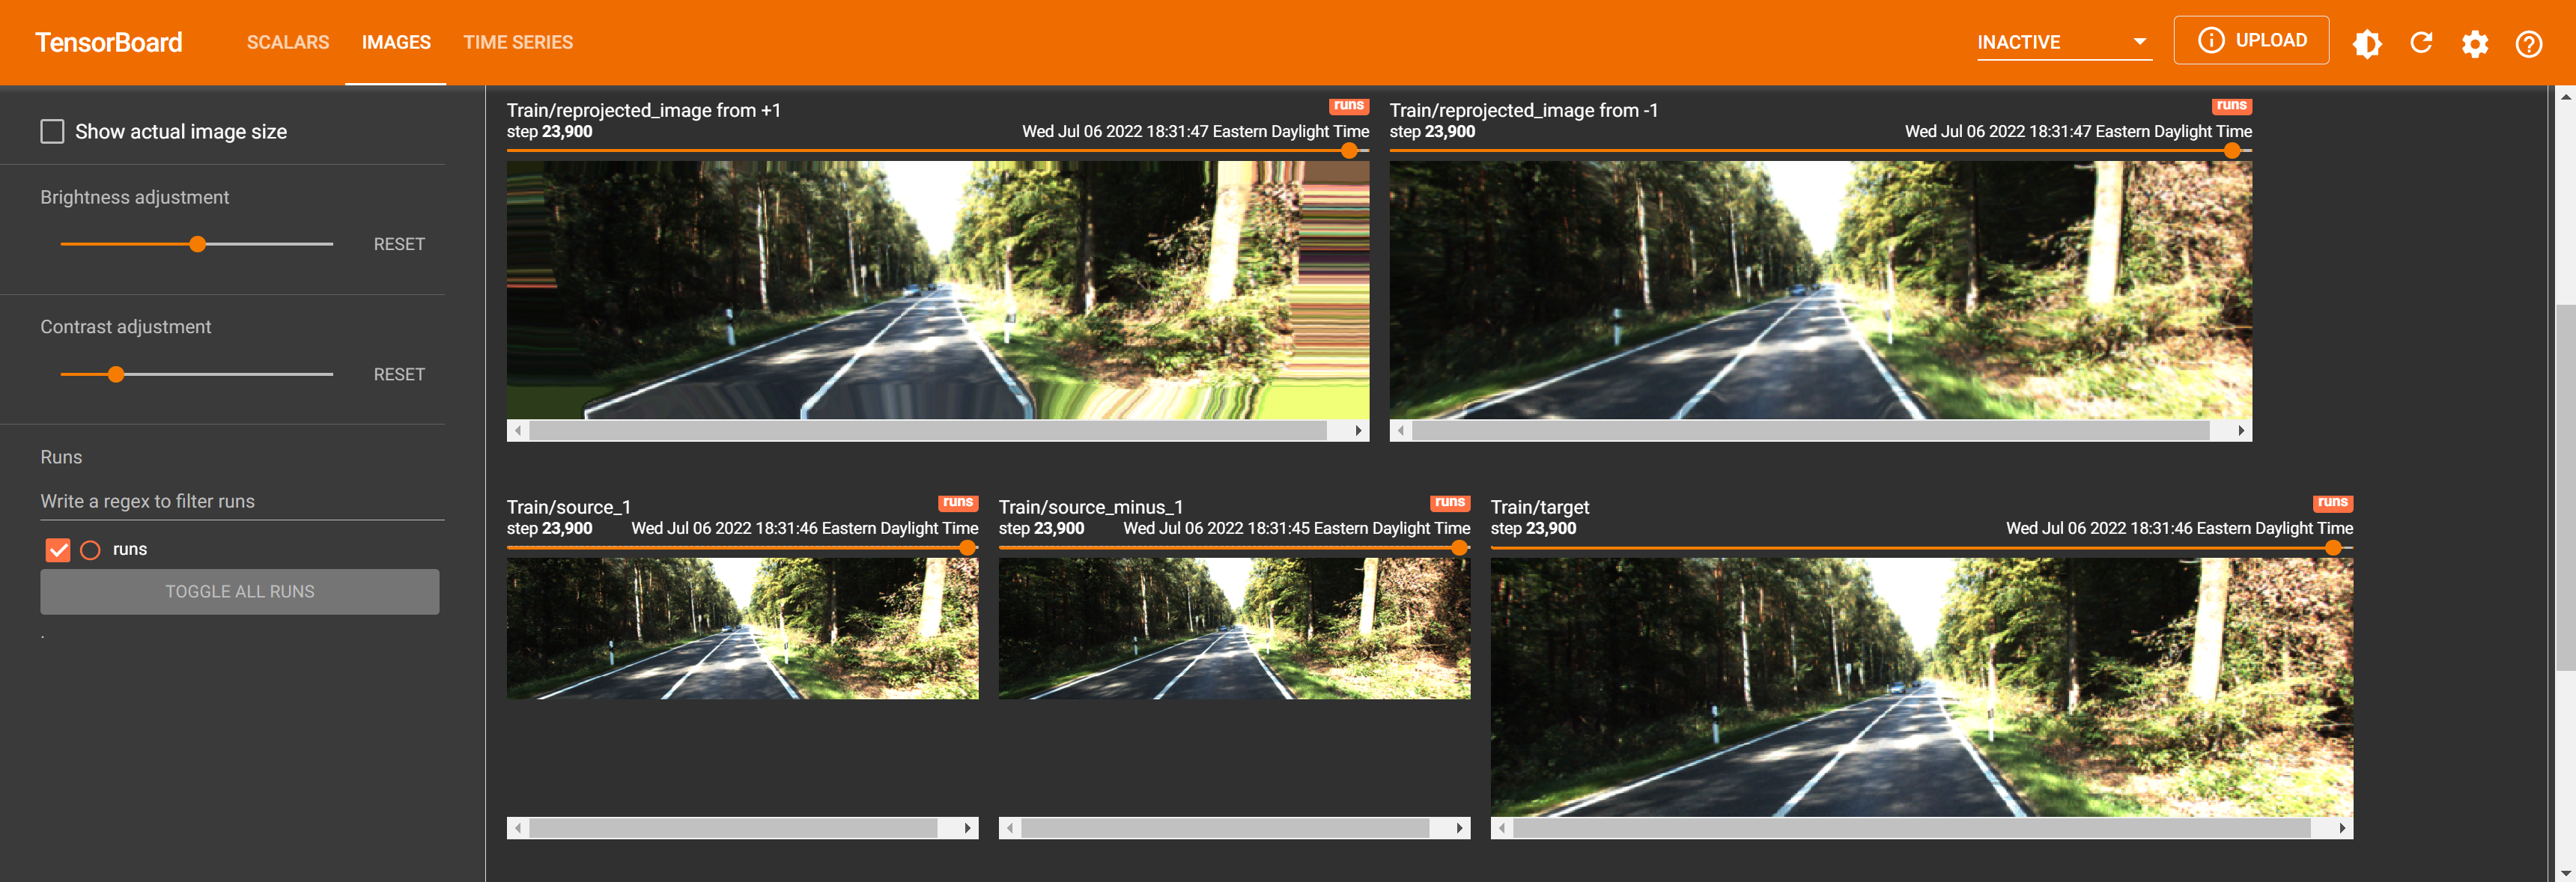 TensorBoard SCALARS IMAGES TIME SERIES INACTIVE UPLOAD
Show actual image size
Brightness adjustment
RESET
Contrast adjustment
RESET
Runs
Write a regex to filter runs
runs
TOGGLE ALL RUNS
.
Train/reprojected_image from +1 runs
step 23,900 Wed Jul 06 2022 18:31:47 Eastern Daylight Time
Train/reprojected_image from -1 runs
step 23,900 Wed Jul 06 2022 18:31:47 Eastern Daylight Time
Train/source_1 runs
step 23,900 Wed Jul 06 2022 18:31:46 Eastern Daylight Time
Train/source_minus_1 runs
step 23,900 Wed Jul 06 2022 18:31:45 Eastern Daylight Time
Train/target runs
step 23,900 Wed Jul 06 2022 18:31:46 Eastern Daylight Time